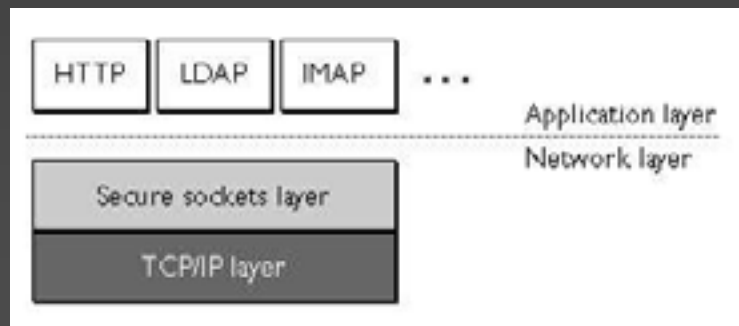 HTTP LDAP IMAP ...
Application layer
Network layer
Secure sockets layer
TCP/IP layer